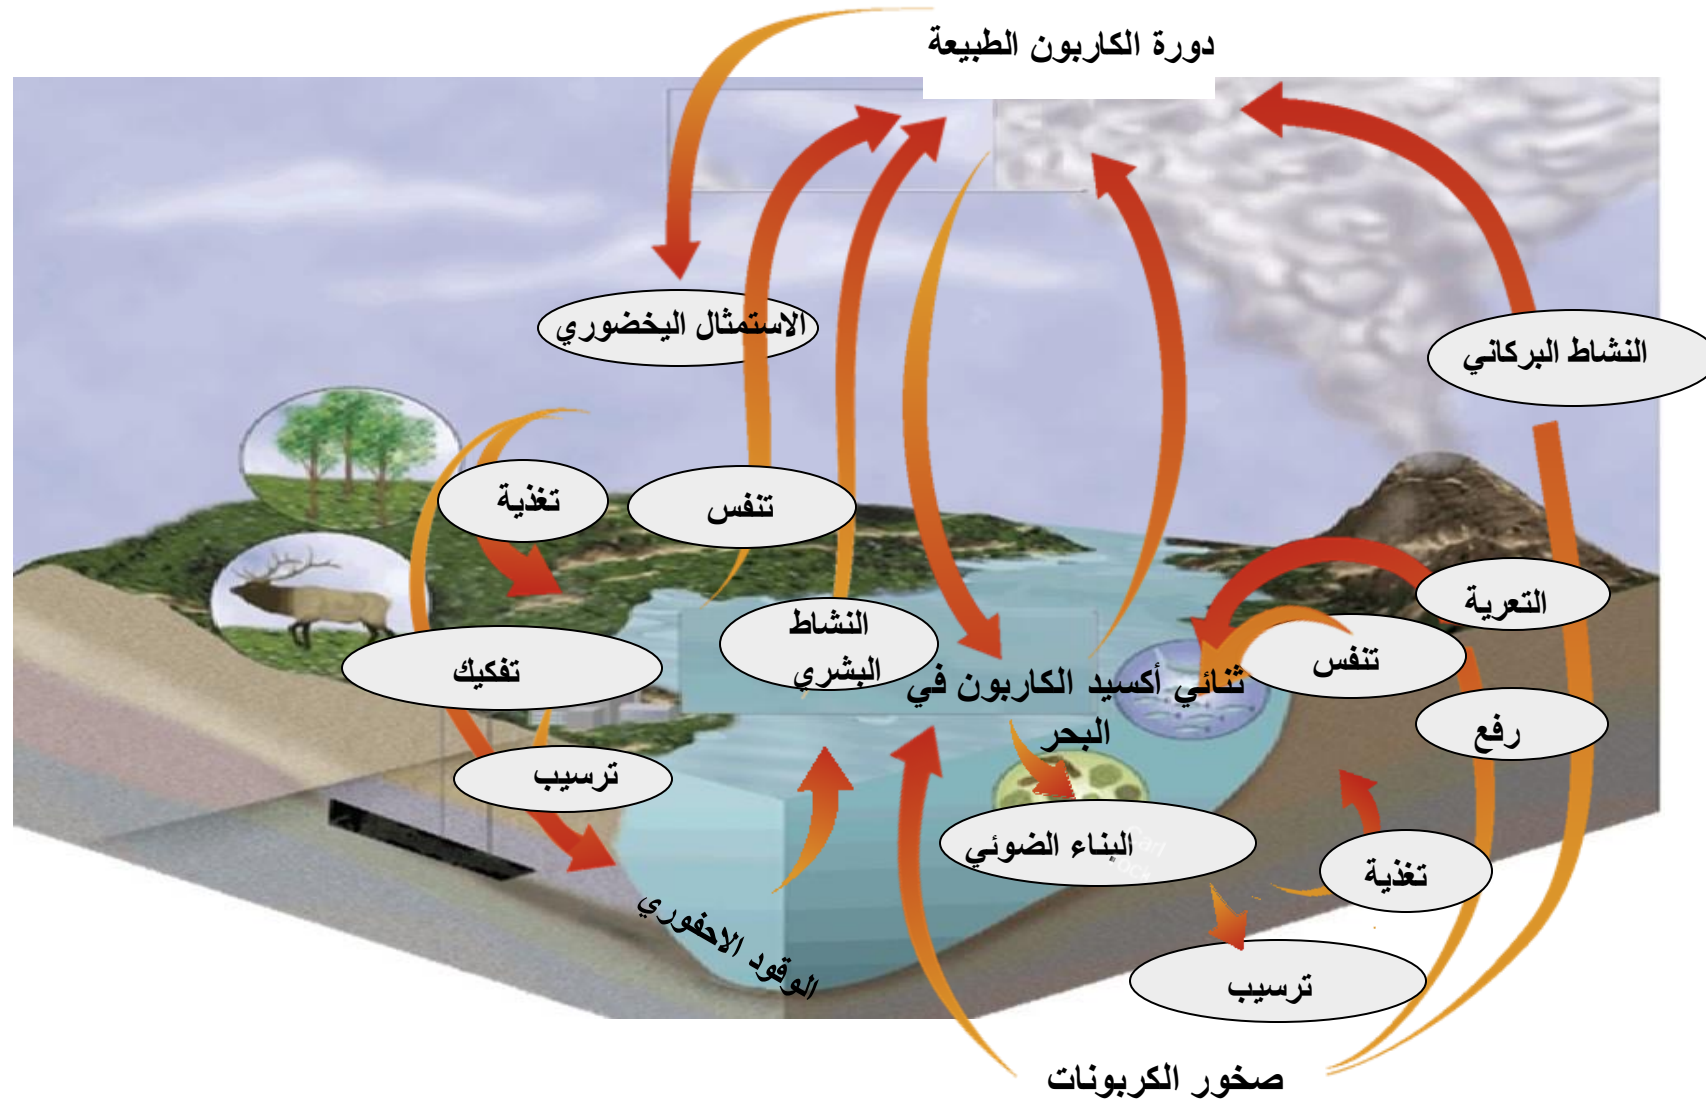 دورة الكاربون الطبيعة
الاستمثال اليخضوري
النشاط البركاني
تغذية
تنفس
التعرية
النشاط
البشري
تفكيك
تنفس
ثنائي أكسيد الكاربون في
البحر
رفع
ترسيب
البناء الضوئي
تغذية
الوقود الاحفوري
ترسيب
صخور الكربونات